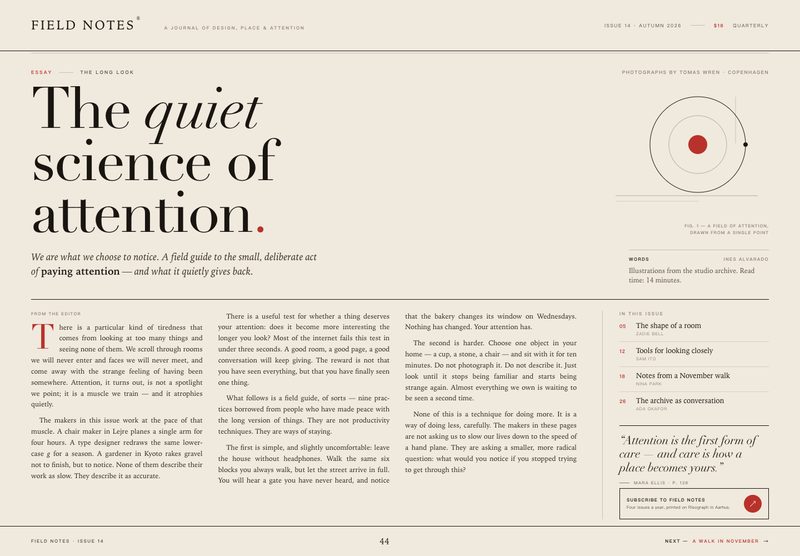 FIELD NOTES®
A JOURNAL OF DESIGN, PLACE & ATTENTION
ISSUE 14 · AUTUMN 2026 $18 QUARTERLY
ESSAY THE LONG LOOK
PHOTOGRAPHS BY TOMAS WREN · COPENHAGEN
The quiet
science of
attention.
We are what we choose to notice. A field guide to the small, deliberate act
of paying attention — and what it quietly gives back.
FIG. 1 — A FIELD OF ATTENTION,
DRAWN FROM A SINGLE POINT
WORDS INES ALVARADO
Illustrations from the studio archive. Read
time: 14 minutes.
FROM THE EDITOR
There is a particular kind of tiredness that
comes from looking at too many things and
seeing none of them. We scroll through rooms
we will never enter and faces we will never meet, and
come away with the strange feeling of having been
somewhere. Attention, it turns out, is not a spotlight
we point; it is a muscle we train — and it atrophies
quietly.
The makers in this issue work at the pace of that
muscle. A chair maker in Lejre planes a single arm for
four hours. A type designer redraws the same lower-
case g for a season. A gardener in Kyoto rakes gravel
not to finish, but to notice. None of them describe their
work as slow. They describe it as accurate.
There is a useful test for whether a thing deserves
your attention: does it become more interesting the
longer you look? Most of the internet fails this test in
under three seconds. A good room, a good page, a good
conversation will keep giving. The reward is not that
you have seen everything, but that you have finally seen
one thing.
What follows is a field guide, of sorts — nine prac-
tices borrowed from people who have made peace with
the long version of things. They are not productivity
techniques. They are ways of staying.
The first is simple, and slightly uncomfortable: leave
the house without headphones. Walk the same six
blocks you always walk, but let the street arrive in full.
You will hear a gate you have never heard, and notice
that the bakery changes its window on Wednesdays.
Nothing has changed. Your attention has.
The second is harder. Choose one object in your
home — a cup, a stone, a chair — and sit with it for ten
minutes. Do not photograph it. Do not describe it. Just
look until it stops being familiar and starts being
strange again. Almost everything we own is waiting to
be seen a second time.
None of this is a technique for doing more. It is a
way of doing less, carefully. The makers in these pages
are not asking us to slow our lives down to the speed of
a hand plane. They are asking a smaller, more radical
question: what would you notice if you stopped trying
to get through this?
IN THIS ISSUE
05 The shape of a room
ZADIE BELL
12 Tools for looking closely
SAM ITO
18 Notes from a November walk
NINA PARK
26 The archive as conversation
ADA OKAFOR
“Attention is the first form of
care — and care is how a
place becomes yours.”
MARA ELLIS · P. 128
SUBSCRIBE TO FIELD NOTES
Four issues a year, printed on Risograph in Aarhus.
FIELD NOTES · ISSUE 14
44
NEXT — A WALK IN NOVEMBER →